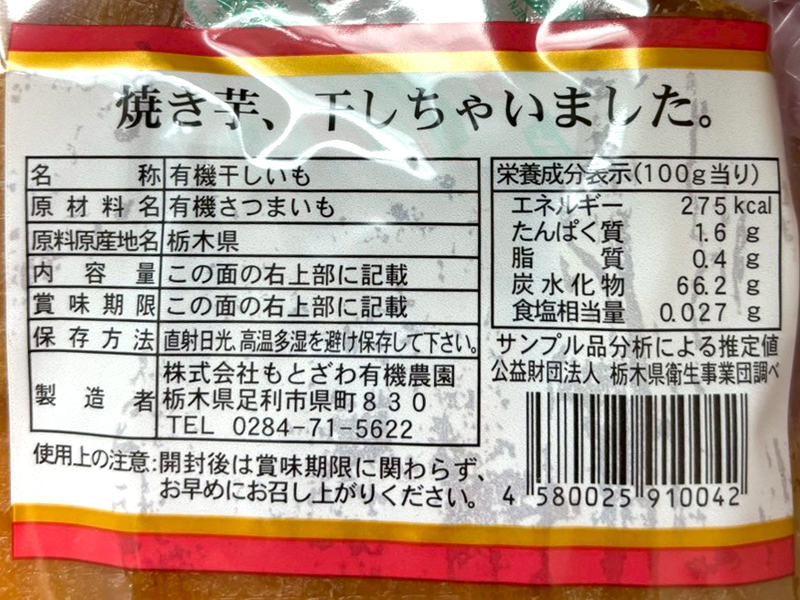 焼き芋、干しちゃいました。
名称 有機干しいも
原材料名 有機さつまいも
原料原産地名 栃木県
内容量 この面の右上部に記載
賞味期限 この面の右上部に記載
保存方法 直射日光、高温多湿を避け保存して下さい。
製造者 株式会社もとざわ有機農園
栃木県足利市県町830
TEL 0284-71-5622
使用上の注意:開封後は賞味期限に関わらず、
お早めにお召し上がりください。
栄養成分表示(100g当り)
エネルギー 275kcal
たんぱく質 1.6 g
脂質 0.4 g
炭水化物 66.2 g
食塩相当量 0.027 g
サンプル品分析による推定値
公益財団法人 栃木県衛生事業団調べ
4 580025 910042